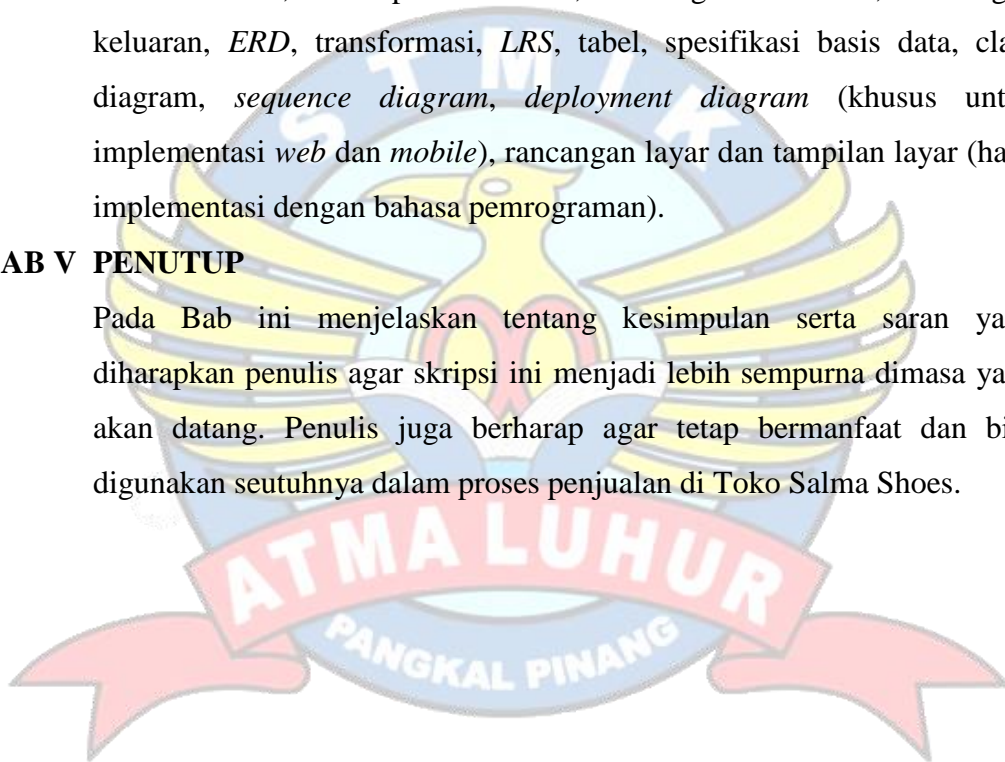 keluaran, ERD, transformasi, LRS, tabel, spesifikasi basis data, cla
diagram, sequence diagram, deployment diagram (khusus unt
implementasi web dan mobile), rancangan layar dan tampilan layar (ha
implementasi dengan bahasa pemrograman).
AB V PENUTUP
Pada Bab ini menjelaskan tentang kesimpulan serta saran ya
diharapkan penulis agar skripsi ini menjadi lebih sempurna dimasa ya
akan datang. Penulis juga berharap agar tetap bermanfaat dan bi
digunakan seutuhnya dalam proses penjualan di Toko Salma Shoes.
STMIK
ATMA LUHUR
PANGKAL PINANG